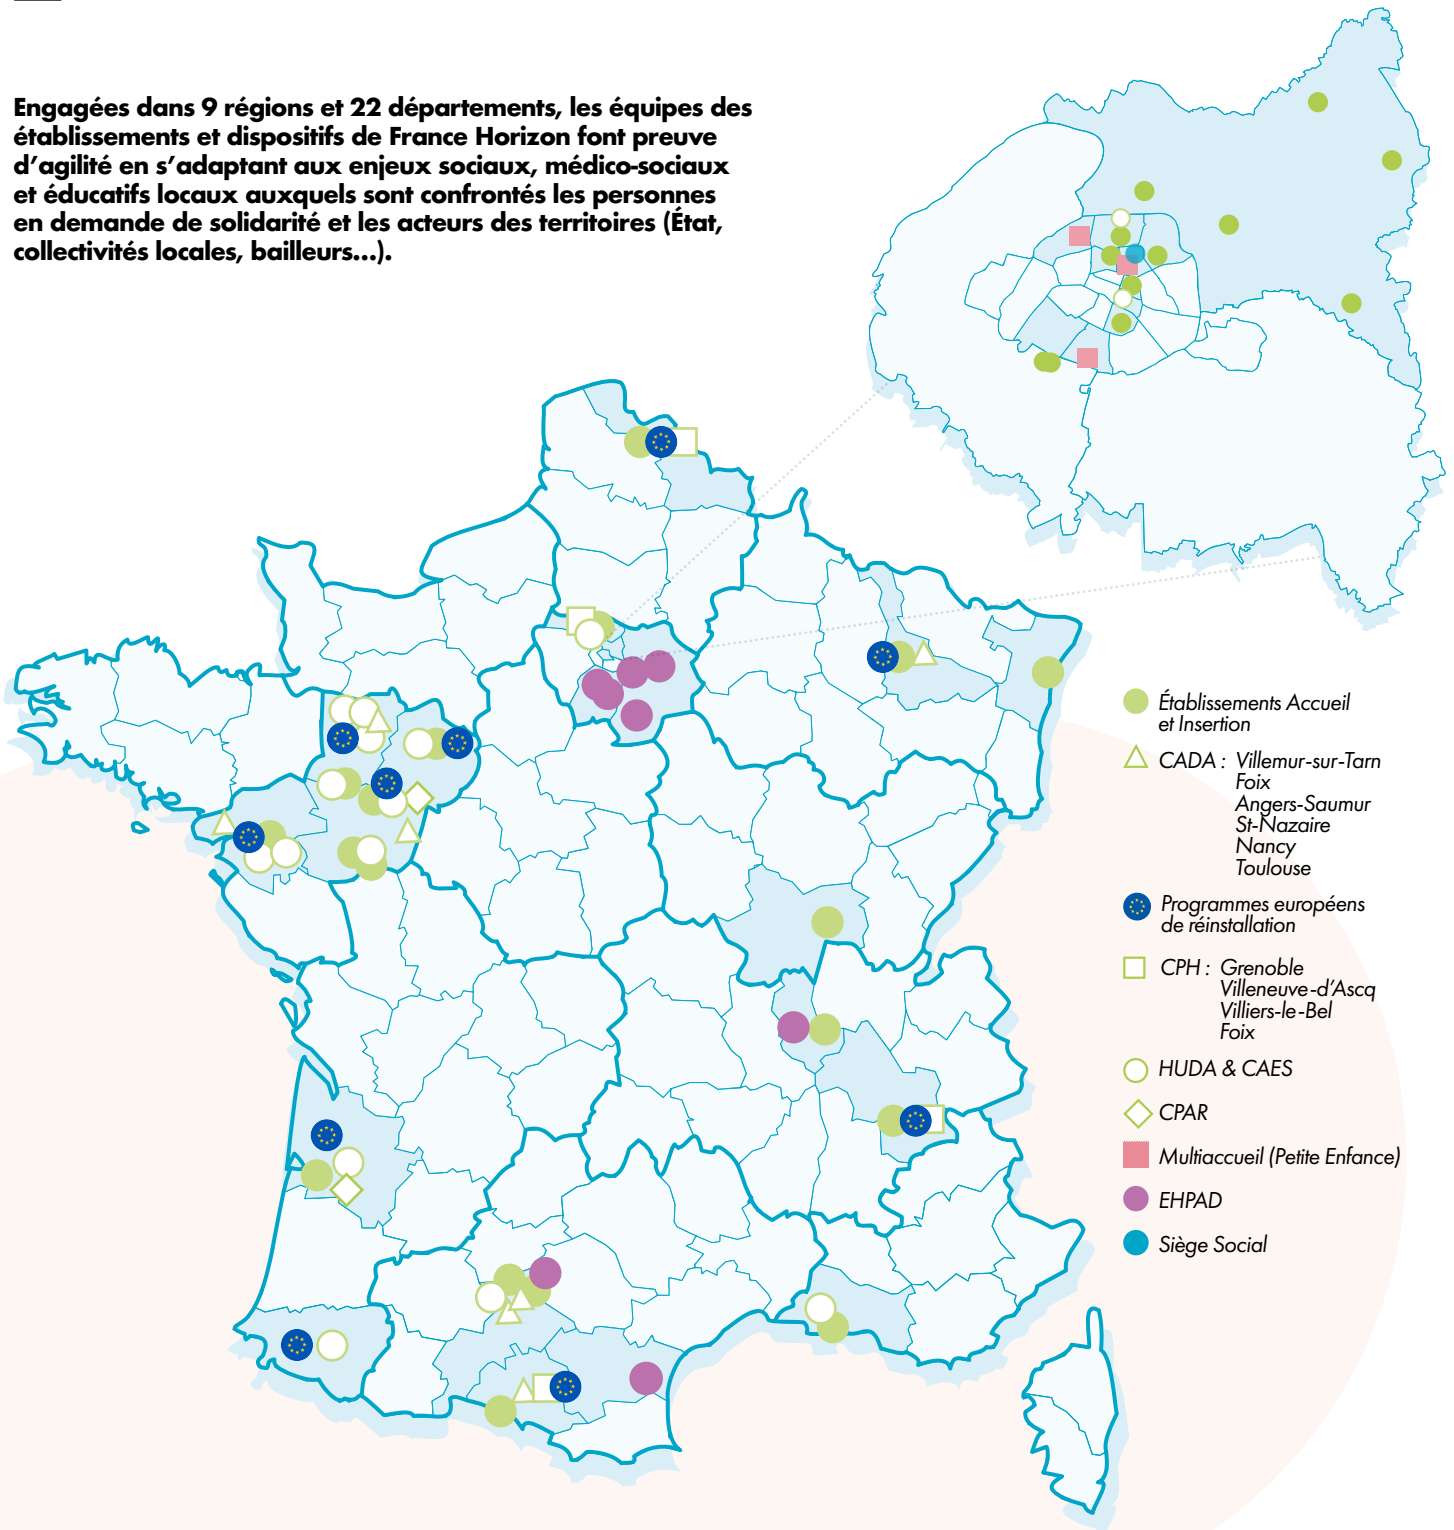 Engagées dans 9 régions et 22 départements, les équipes des
établissements et dispositifs de France Horizon font preuve
d’agilité en s’adaptant aux enjeux sociaux, médico-sociaux
et éducatifs locaux auxquels sont confrontés les personnes
en demande de solidarité et les acteurs des territoires (État,
collectivités locales, bailleurs...).
Établissements Accueil
et Insertion
CADA : Villemur-sur-Tarn
Foix
Angers-Saumur
St-Nazaire
Nancy
Toulouse
Programmes européens
de réinstallation
CPH : Grenoble
Villeneuve-d’Ascq
Villiers-le-Bel
Foix
HUDA & CAES
CPAR
Multiaccueil (Petite Enfance)
EHPAD
Siège Social